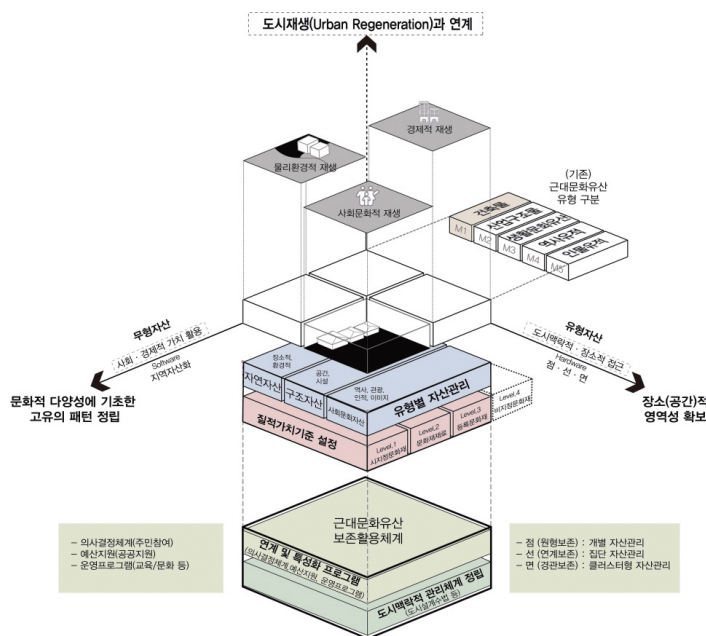 도시재생(Urban Regeneration)과 연계
경제적 재생
물리환경적 재생
사회문화적 재생
(기존)
근대문화유산
유형 구분
건축물
산업구조물
생활문화유산
역사유적
인물유적
M1
M2
M3
M4
M5
무형자산
사회·경제적 가치 활용
Software
지역자산화
문화적 다양성에 기초한
고유의 패턴 정립
유형자산
도시맥락적·장소적 접근
Hardware
점·선·면
장소(공간)적
영역성 확보
장소적,
환경적
자연자산
공간,
시설
구조자산
역사, 관광,
인적, 이미지
사회문화자산
유형별 자산관리
질적가치기준 설정
Level.1
시지정문화재
Level.2
문화재재료
Level.3
등록문화재
Level.4
비지정문화재
근대문화유산
보존활용체계
연계 및 특성화 프로그램
(의사결정체계, 예산지원, 운영프로그램)
도시맥락적 관리체계 정립
(도시설계수법 등)
– 의사결정체계(주민참여)
– 예산지원(공공지원)
– 운영프로그램(교육/문화 등)
– 점 (원형보존) : 개별 자산관리
– 선 (연계보존) : 집단 자산관리
– 면 (경관보존) : 클러스터형 자산관리